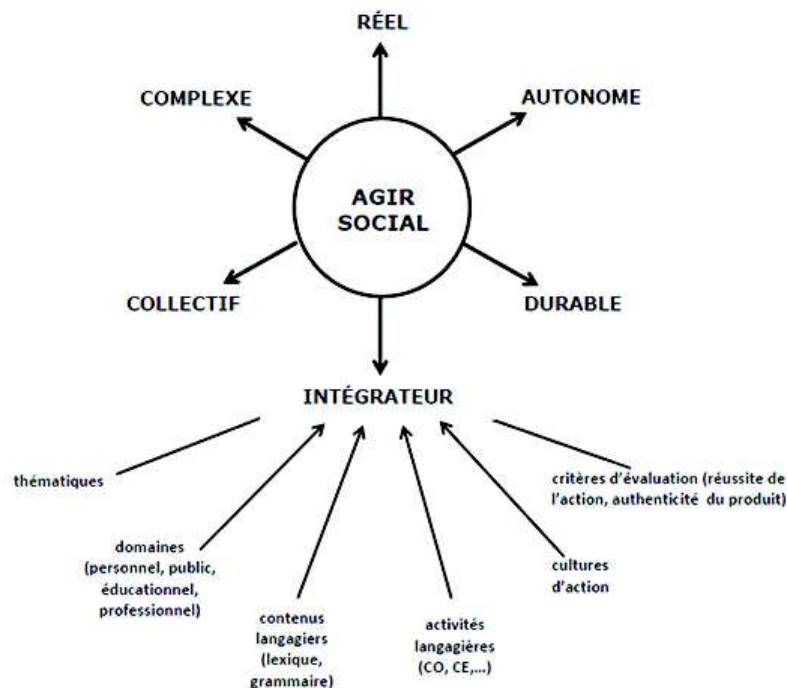 RÉEL
COMPLEXE
AUTONOME
AGIR
SOCIAL
COLLECTIF
DURABLE
INTÉGRATEUR
thématiques
critères d'évaluation (réussite de
l'action, authenticité du produit)
domaines
(personnel, public,
éducationnel,
professionnel)
cultures
d'action
contenus
langagiers
(lexique,
grammaire)
activités
langagières
(CO, CE,...)